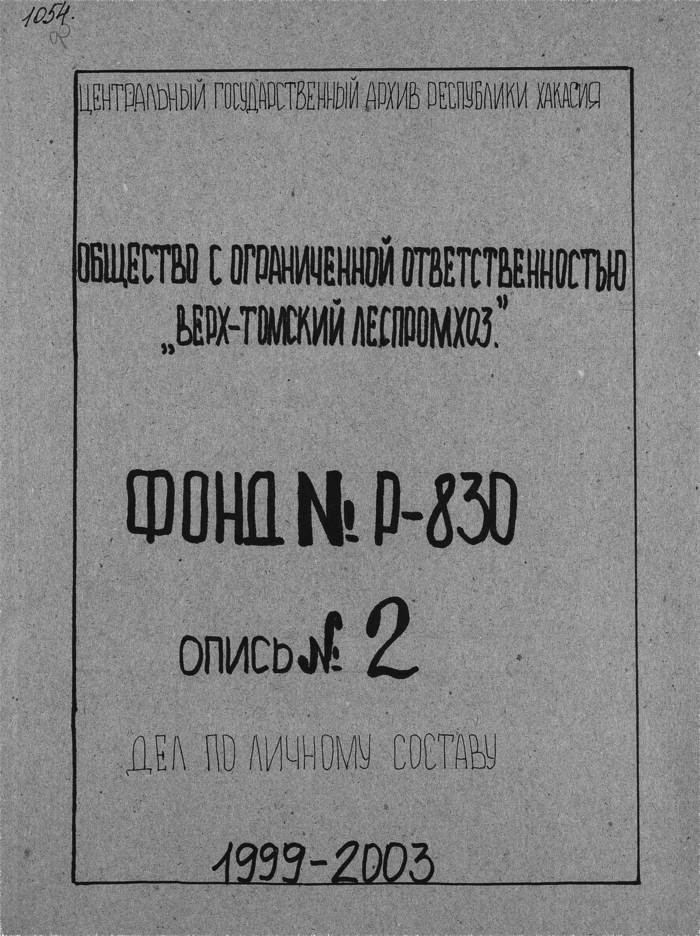 1054.
ЦЕНТРАЛЬНЫЙ ГОСУДАРСТВЕННЫЙ АРХИВ РЕСПУБЛИКИ ХАКАСИЯ
ОБЩЕСТВО С ОГРАНИЧЕННОЙ ОТВЕТСТВЕННОСТЬЮ
„ВЕРХ-ТОМСКИЙ ЛЕСПРОМХОЗ.”
ФОНД № Р-830
ОПИСЬ № 2
ДЕЛ ПО ЛИЧНОМУ СОСТАВУ
1999-2003